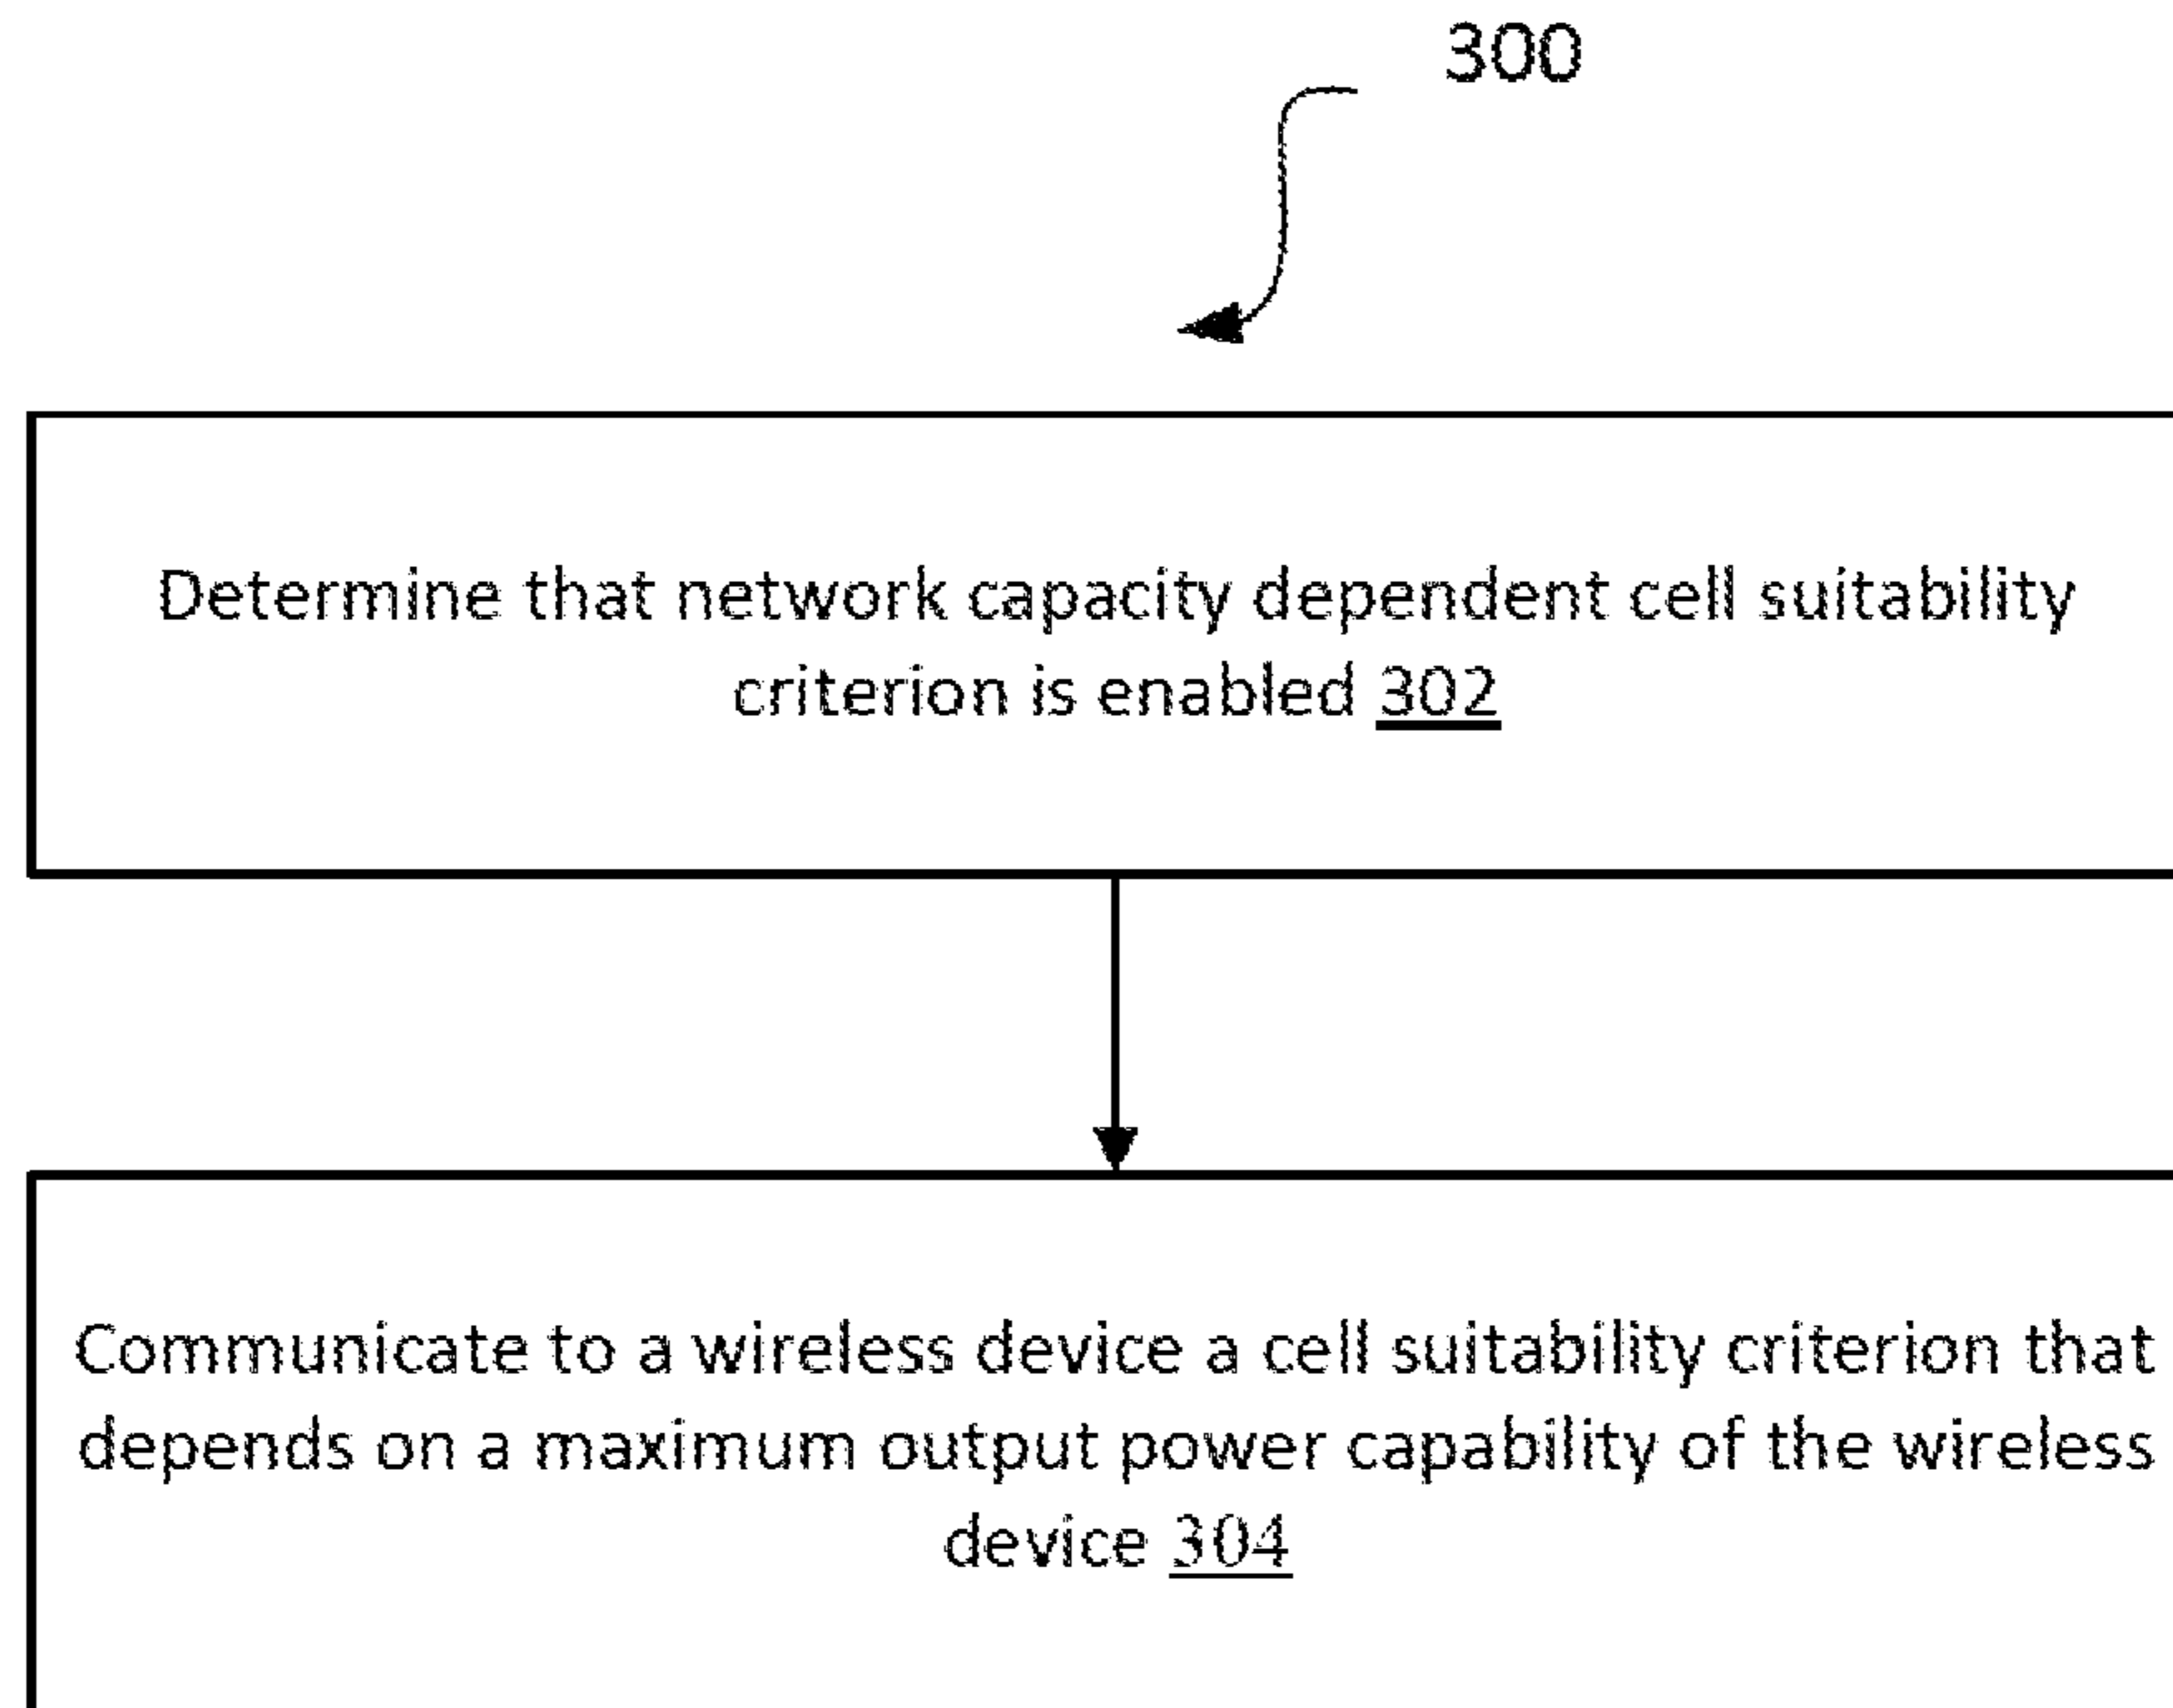 300
Determine that network capacity dependent cell suitability
criterion is enabled 302
Communicate to a wireless device a cell suitability criterion that
depends on a maximum output power capability of the wireless
device 304